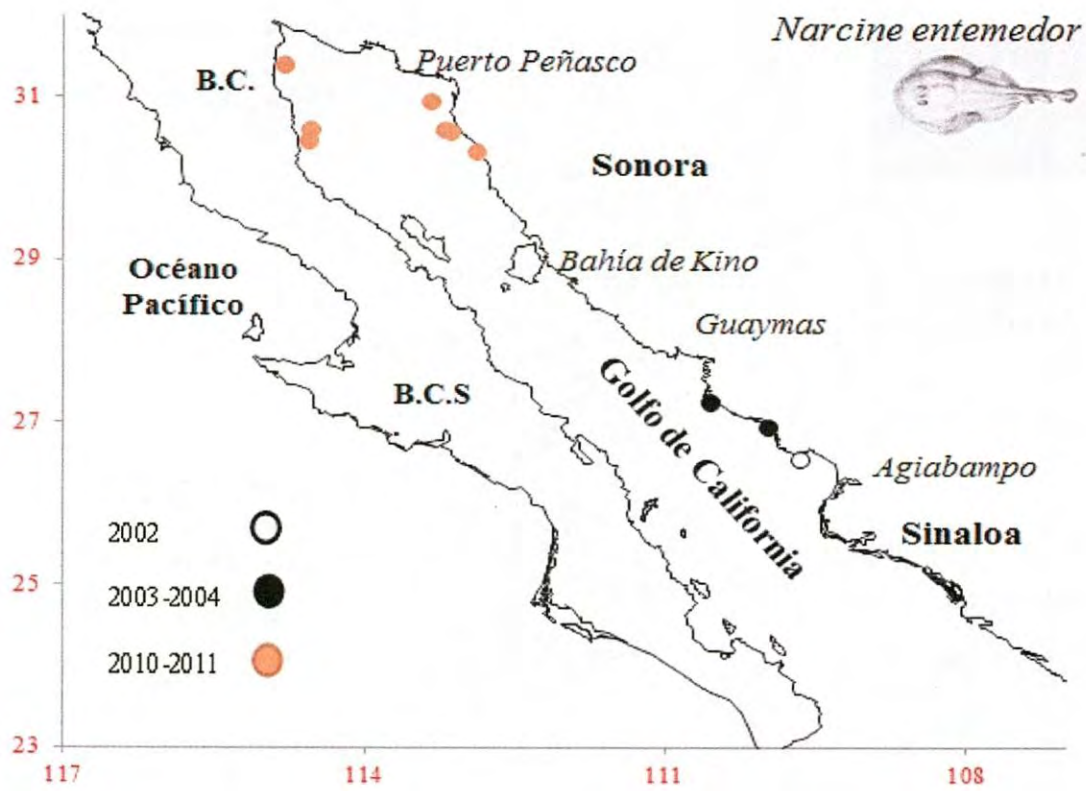 Narcine entemedor
Puerto Peñasco
B.C.
31
Sonora
29
Bahía de Kino
Océano
Pacífico
Guaymas
B.C.S
Golfo de California
27
Agiabampo
Sinaloa
2002
25
2003-2004
2010-2011
23
117
114
111
108